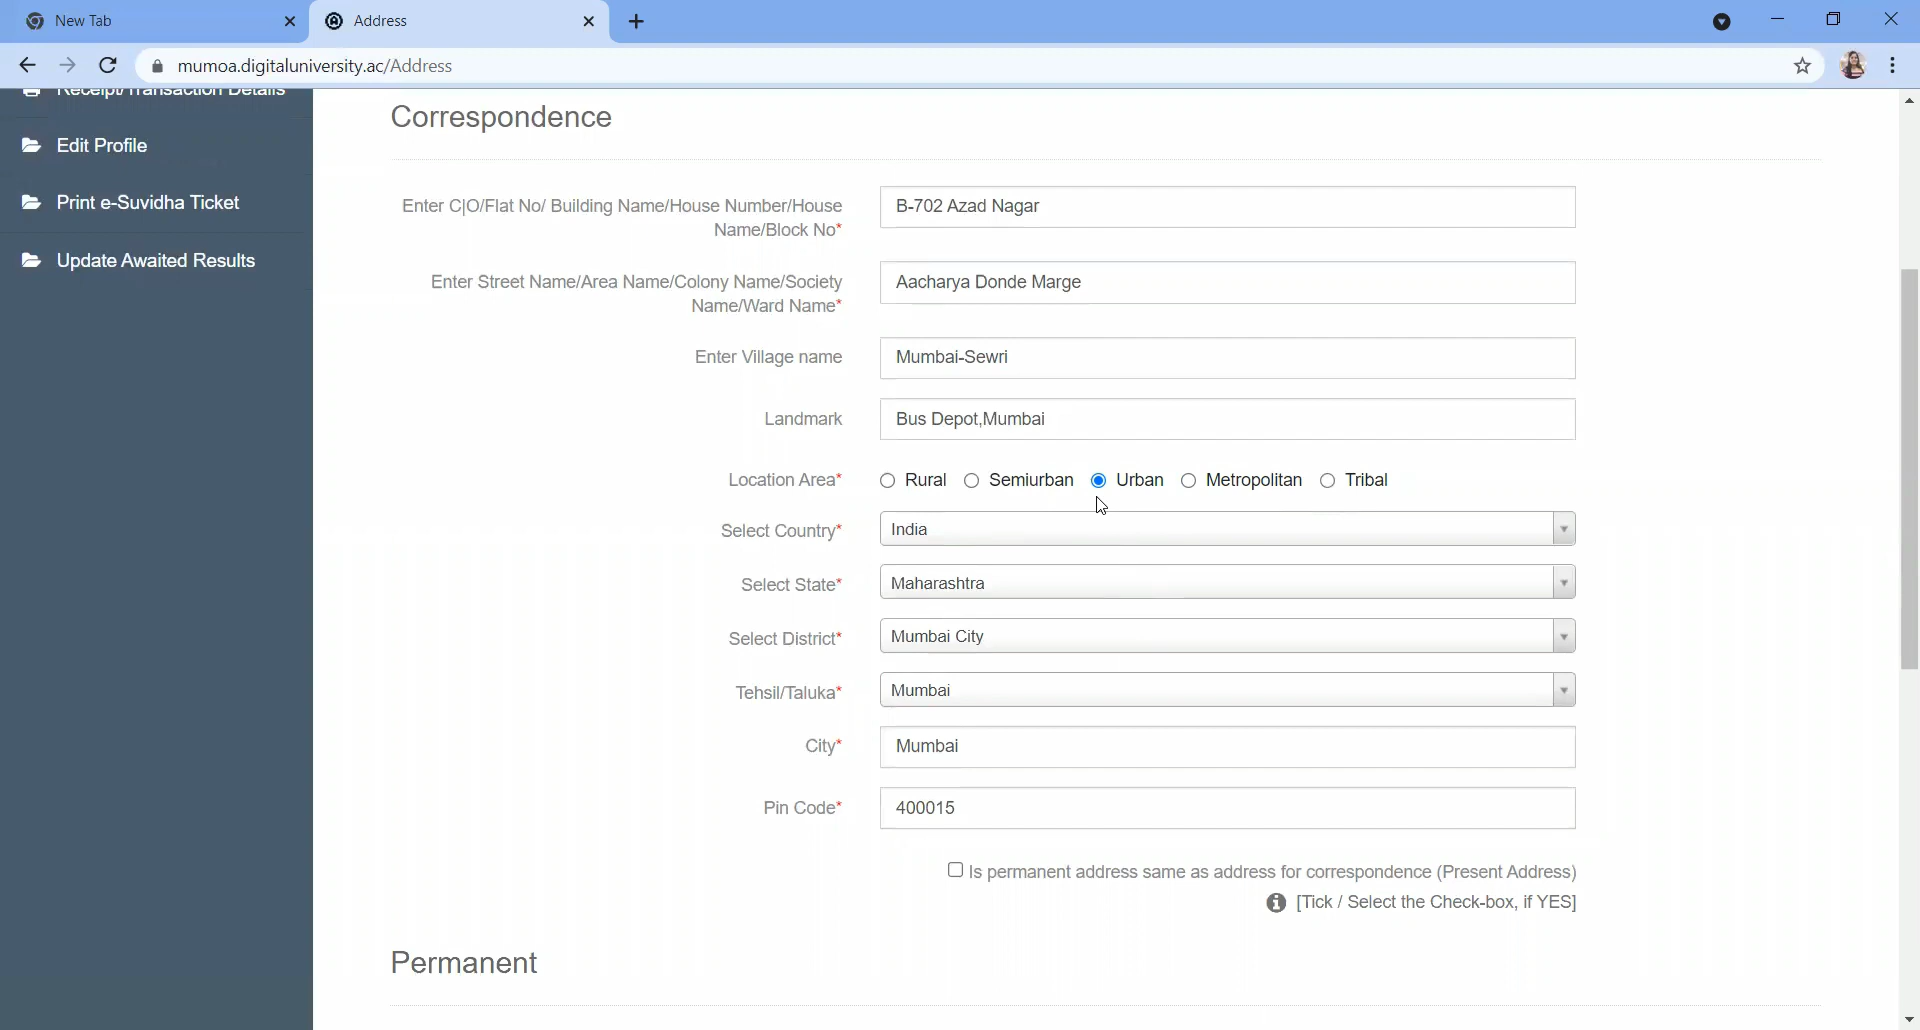 New Tab
Address
mumoa.digitaluniversity.ac/Address
Receipt/Transaction Details
Edit Profile
Print e-Suvidha Ticket
Update Awaited Results
Correspondence
Enter C|O/Flat No/ Building Name/House Number/House
Name/Block No*
B-702 Azad Nagar
Enter Street Name/Area Name/Colony Name/Society
Name/Ward Name*
Aacharya Donde Marge
Enter Village name
Mumbai-Sewri
Landmark
Bus Depot,Mumbai
Location Area* Rural Semiurban Urban Metropolitan Tribal
Select Country* India
Select State* Maharashtra
Select District* Mumbai City
Tehsil/Taluka* Mumbai
City* Mumbai
Pin Code* 400015
Is permanent address same as address for correspondence (Present Address)
[Tick / Select the Check-box, if YES]
Permanent